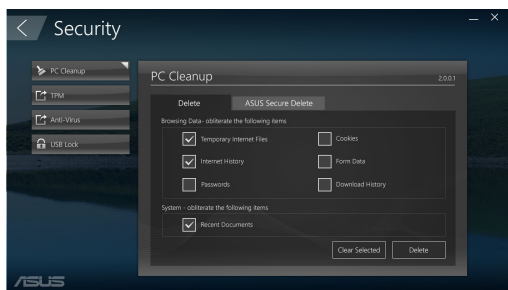 Security
PC Cleanup
TPM
Anti-Virus
USB Lock
PC Cleanup
2.0.0.1
Delete
ASUS Secure Delete
Browsing Data- obliterate the following items
Temporary Internet Files
Cookies
Internet History
Form Data
Passwords
Download History
System - obliterate the following items
Recent Documents
Clear Selected
Delete
ASUS